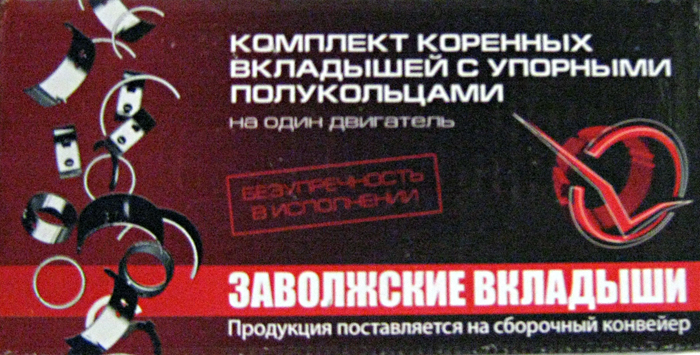 КОМПЛЕКТ КОРЕННЫХ
ВКЛАДЫШЕЙ С УПОРНЫМИ
ПОЛУКОЛЬЦАМИ
на один двигатель
БЕЗУПРЕЧНОСТЬ
В ИСПОЛНЕНИИ
ЗАВОЛЖСКИЕ ВКЛАДЫШИ
Продукция поставляется на сборочный конвейер